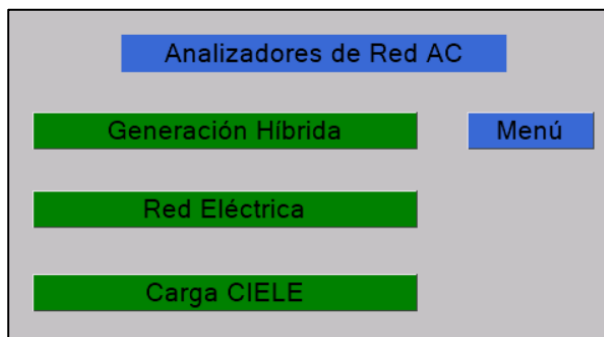 Analizadores de Red AC
Generación Híbrida
Menú
Red Eléctrica
Carga CIELE